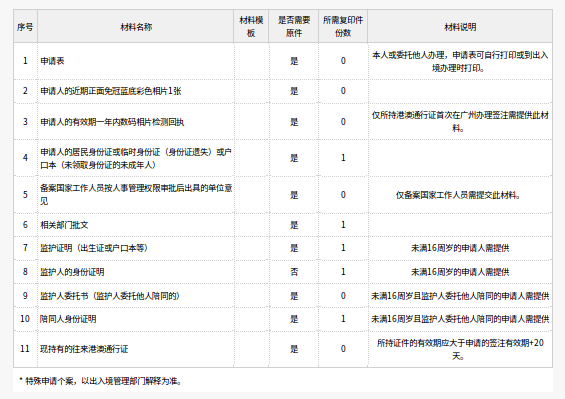 序号 材料名称 材料模板 是否需要原件 所需复印件份数 材料说明
1 申请表 是 0 本人或委托他人办理，申请表可自行打印或到出入境办理时打印。
2 申请人的近期正面免冠蓝底彩色相片1张 是 0
3 申请人的有效期一年内数码相片检测回执 是 0 仅所持港澳通行证首次在广州办理签注需提供此材料。
4 申请人的居民身份证或临时身份证（身份证遗失）或户口本（未领取身份证的未成年人） 是 1
5 备案国家工作人员按人事管理权限审批后出具的单位意见 是 0 仅备案国家工作人员需提交此材料。
6 相关部门批文 是 1
7 监护证明（出生证或户口本等） 是 1 未满16周岁的申请人需提供
8 监护人的身份证明 否 1 未满16周岁的申请人需提供
9 监护人委托书（监护人委托他人陪同的） 是 0 未满16周岁且监护人委托他人陪同的申请人需提供
10 陪同人身份证明 是 1 未满16周岁且监护人委托他人陪同的申请人需提供
11 现持有的往来港澳通行证 是 0 所持证件的有效期应大于申请的签注有效期+20天。
* 特殊申请个案，以出入境管理部门解释为准。